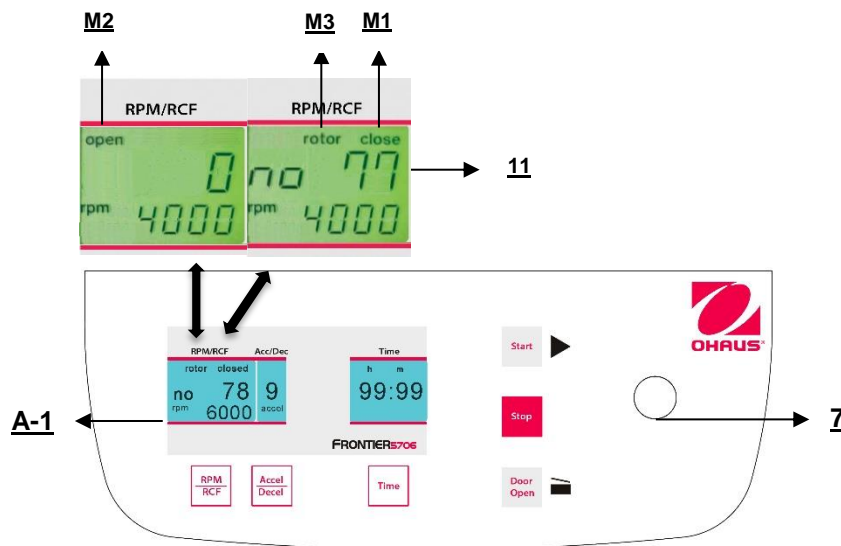 M2 M3 M1
RPM/RCF RPM/RCF
open rotor close
0 no 77
11
rpm 4000 rpm 4000
OHAUS
RPM/RCF Acc/Dec Time
rotor closed h m
no 78 9 99:99
rpm 6000 accol
A-1
7
FRONTIER5706
Start
Stop
RPM
RCF
Accel
Decel
Time
Door
Open